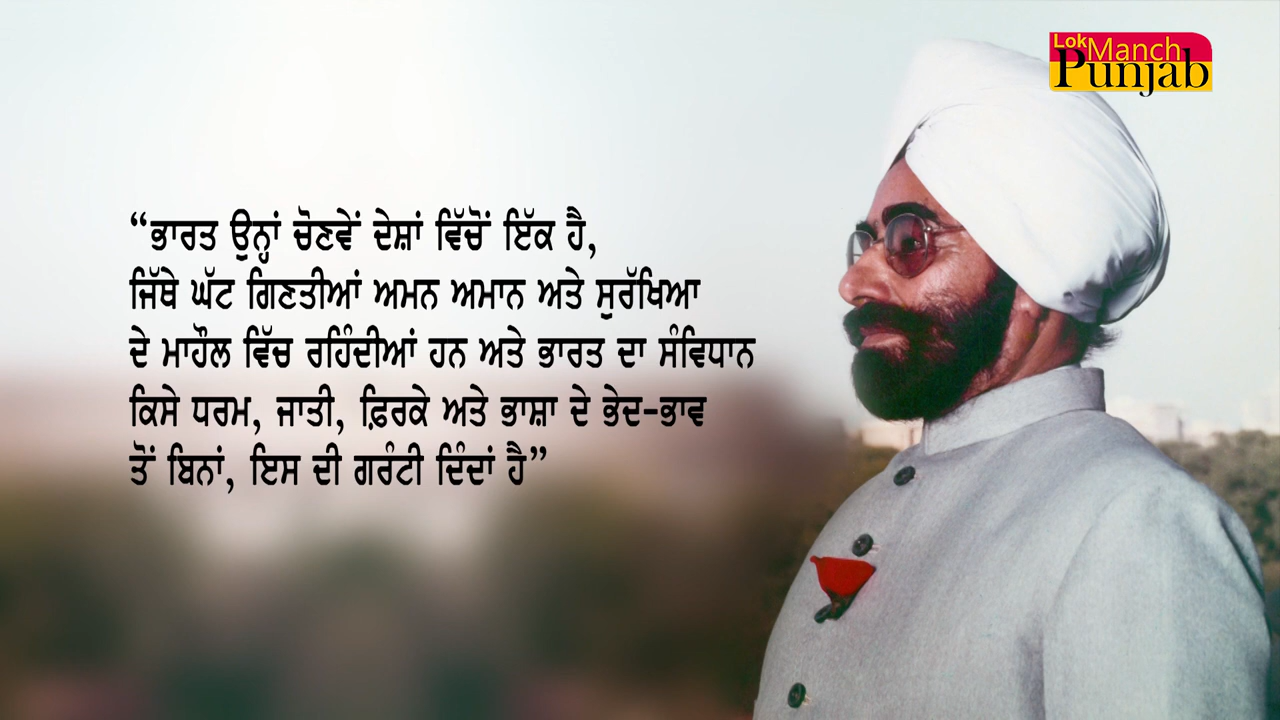 Lok Manch
Punjab
“ਭਾਰਤ ਉਨ੍ਹਾਂ ਚੋਣਵੇਂ ਦੇਸ਼ਾਂ ਵਿੱਚੋਂ ਇੱਕ ਹੈ,
ਜਿੱਥੇ ਘੱਟ ਗਿਣਤੀਆਂ ਅਮਨ ਅਮਾਨ ਅਤੇ ਸੁਰੱਖਿਆ
ਦੇ ਮਾਹੌਲ ਵਿੱਚ ਰਹਿੰਦੀਆਂ ਹਨ ਅਤੇ ਭਾਰਤ ਦਾ ਸੰਵਿਧਾਨ
ਕਿਸੇ ਧਰਮ, ਜਾਤੀ, ਫ਼ਿਰਕੇ ਅਤੇ ਭਾਸ਼ਾ ਦੇ ਭੇਦ-ਭਾਵ
ਤੋਂ ਬਿਨਾਂ, ਇਸ ਦੀ ਗਰੰਟੀ ਦਿੰਦਾਂ ਹੈ”